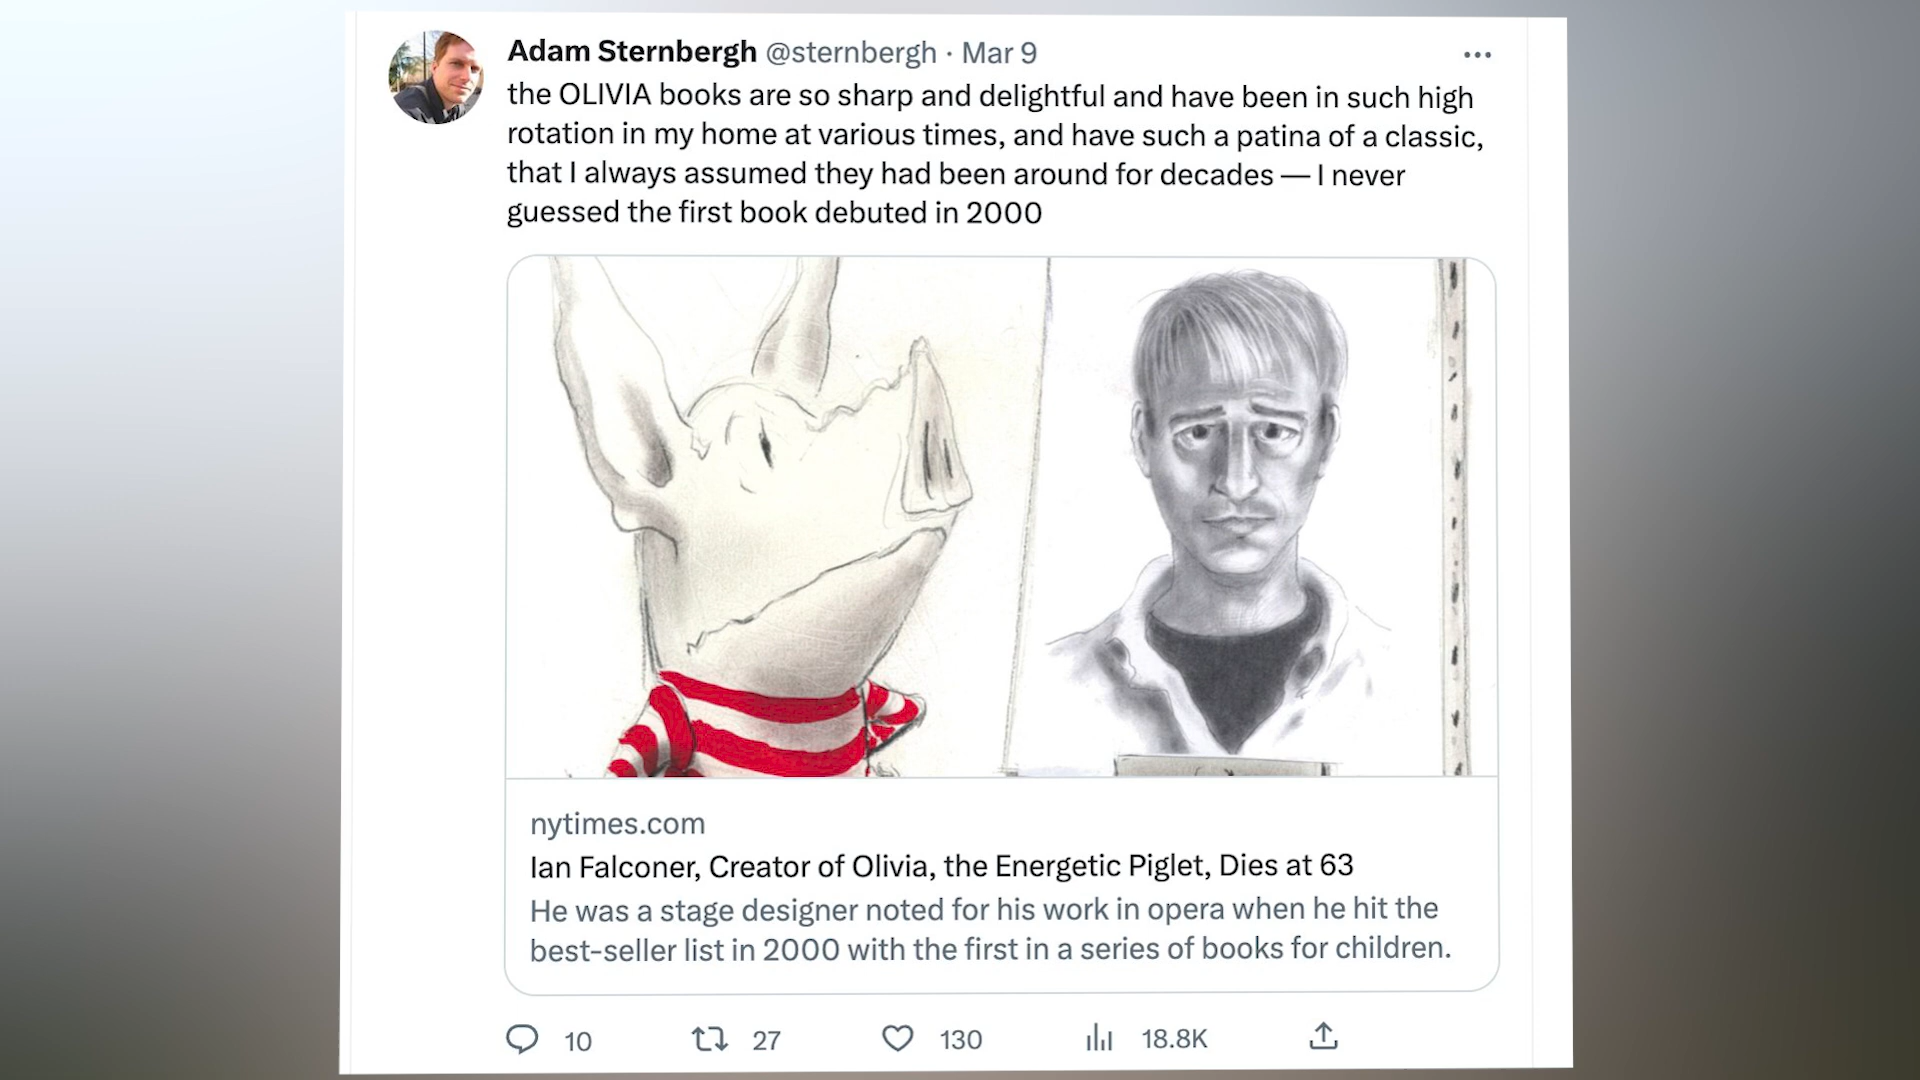 Adam Sternbergh @sternbergh · Mar 9
the OLIVIA books are so sharp and delightful and have been in such high
rotation in my home at various times, and have such a patina of a classic,
that I always assumed they had been around for decades — I never
guessed the first book debuted in 2000
nytimes.com
Ian Falconer, Creator of Olivia, the Energetic Piglet, Dies at 63
He was a stage designer noted for his work in opera when he hit the
best-seller list in 2000 with the first in a series of books for children.
10 27 130 18.8K